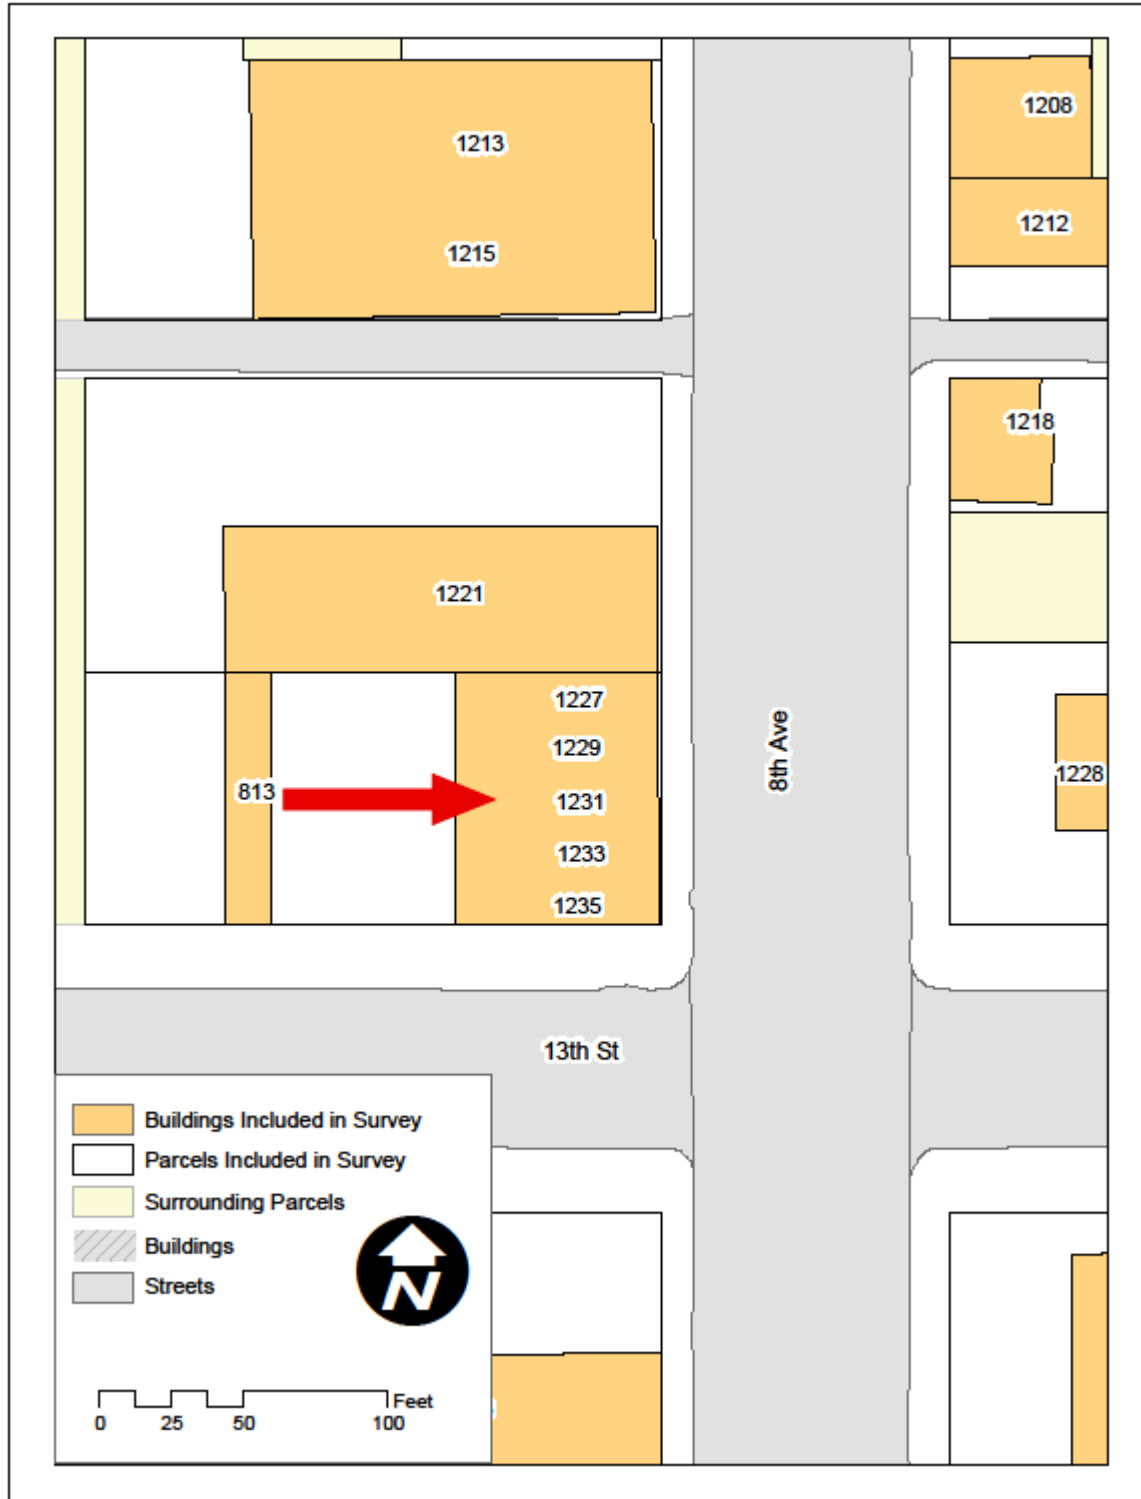 1213
1208
1212
1215
1218
1221
1227
1229
8th Ave
1228
813
1231
1233
1235
13th St
Buildings Included in Survey
Parcels Included in Survey
Surrounding Parcels
Buildings
Streets
N
Feet
0 25 50 100